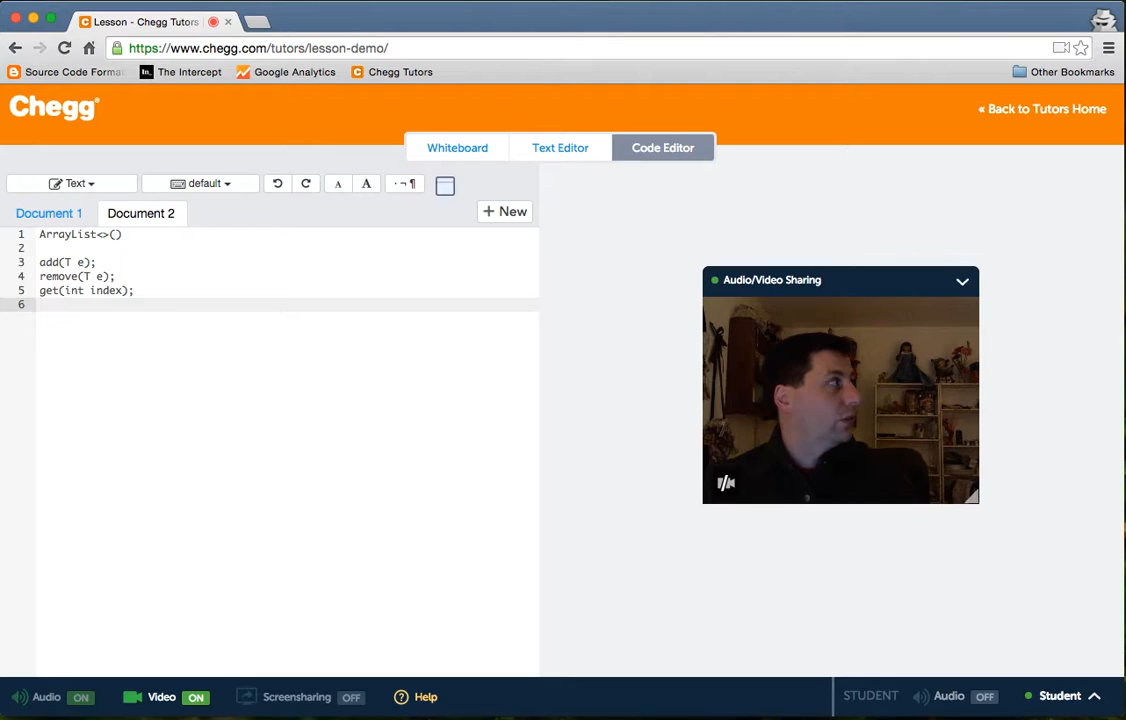 Lesson - Chegg Tutors
https://www.chegg.com/tutors/lesson-demo/
Source Code Forma
In. The Intercept
Google Analytics
C Chegg Tutors
Other Bookmarks
Chegg®
« Back to Tutors Home
Whiteboard
Text Editor
Code Editor
Text
default
A A
Document 1
Document 2
+ New
1 ArrayList<>()
2
3 add(T e);
4 remove(T e);
5 get(int index);
6
Audio/Video Sharing
Audio ON
Video ON
Screensharing OFF
? Help
STUDENT
Audio OFF
Student